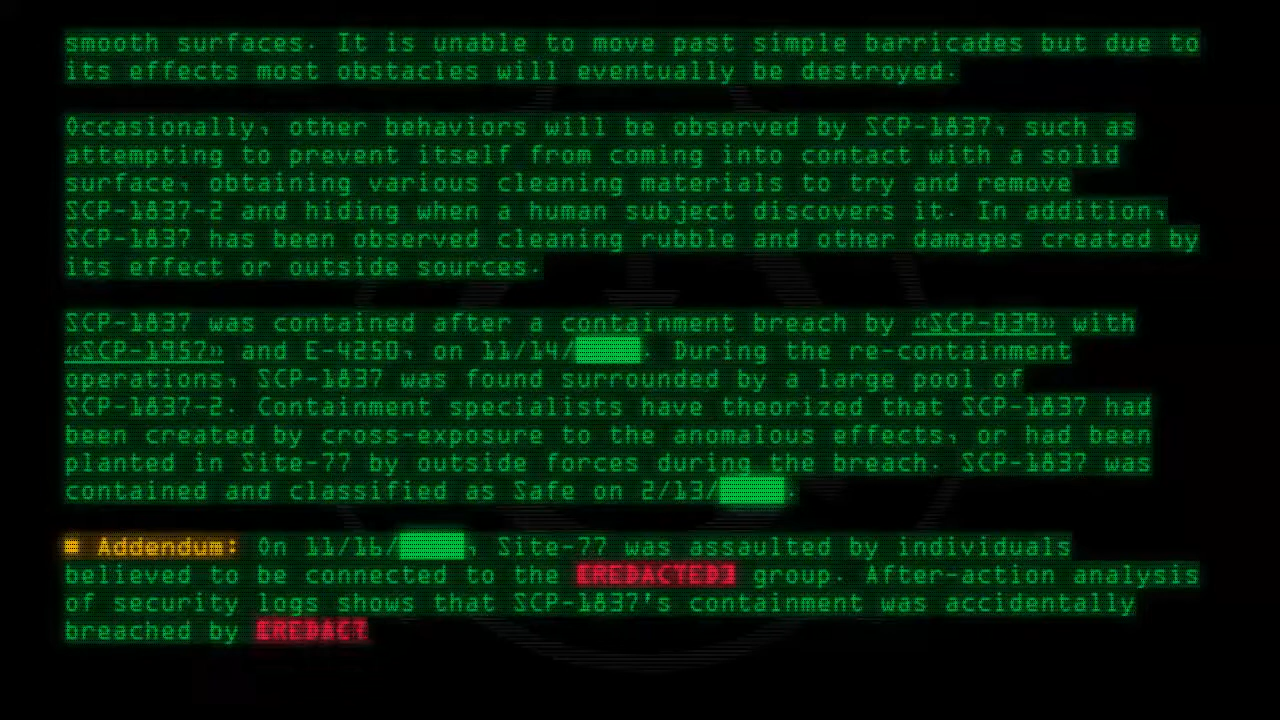 smooth surfaces. It is unable to move past simple barricades but due to
its effects most obstacles will eventually be destroyed.
Occasionally, other behaviors will be observed by SCP-1837, such as
attempting to prevent itself from coming into contact with a solid
surface, obtaining various cleaning materials to try and remove
SCP-1837-2 and hiding when a human subject discovers it. In addition,
SCP-1837 has been observed cleaning rubble and other damages created by
its effect or outside sources.
SCP-1837 was contained after a containment breach by «SCP-039» with
«SCP-1957» and E-4250, on 11/14/████. During the re-containment
operations, SCP-1837 was found surrounded by a large pool of
SCP-1837-2. Containment specialists have theorized that SCP-1837 had
been created by cross-exposure to the anomalous effects, or had been
planted in Site-77 by outside forces during the breach. SCP-1837 was
contained and classified as Safe on 2/13/████.
■ Addendum: On 11/16/████, Site-77 was assaulted by individuals
believed to be connected to the [REDACTED] group. After-action analysis
of security logs shows that SCP-1837's containment was accidentally
breached by [REDACT